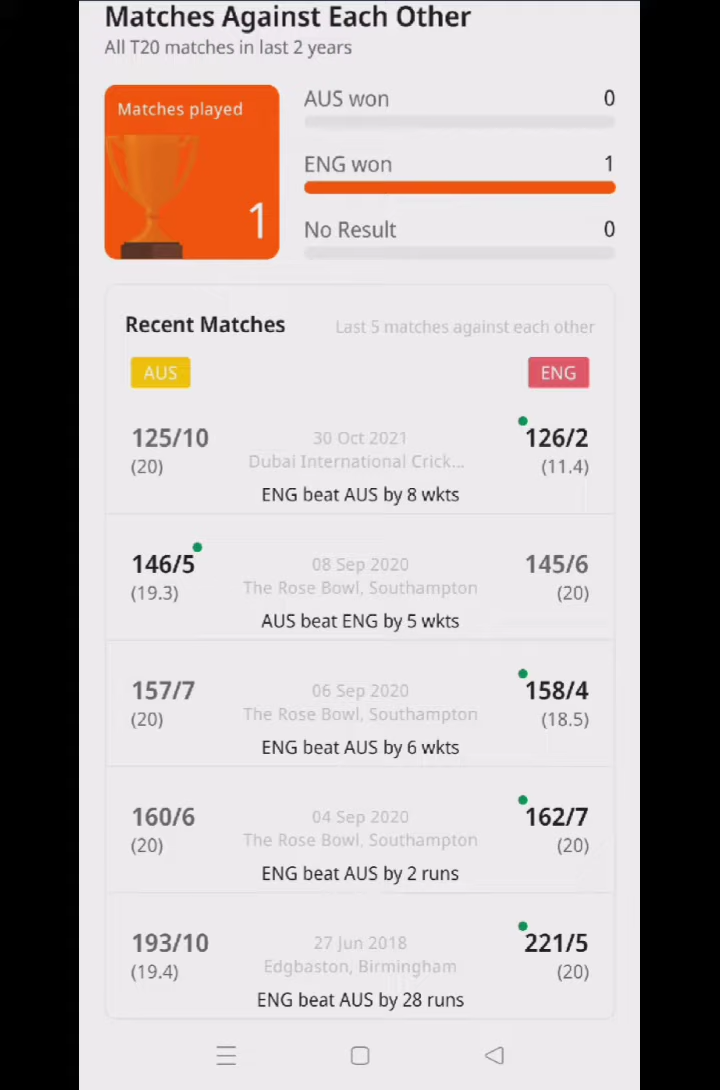 Matches Against Each Other
All T20 matches in last 2 years
Matches played
1
AUS won 0
ENG won 1
No Result 0
Recent Matches Last 5 matches against each other
AUS ENG
125/10 30 Oct 2021 126/2
(20) Dubai International Crick... (11.4)
ENG beat AUS by 8 wkts
146/5 08 Sep 2020 145/6
(19.3) The Rose Bowl, Southampton (20)
AUS beat ENG by 5 wkts
157/7 06 Sep 2020 158/4
(20) The Rose Bowl, Southampton (18.5)
ENG beat AUS by 6 wkts
160/6 04 Sep 2020 162/7
(20) The Rose Bowl, Southampton (20)
ENG beat AUS by 2 runs
193/10 27 Jun 2018 221/5
(19.4) Edgbaston, Birmingham (20)
ENG beat AUS by 28 runs